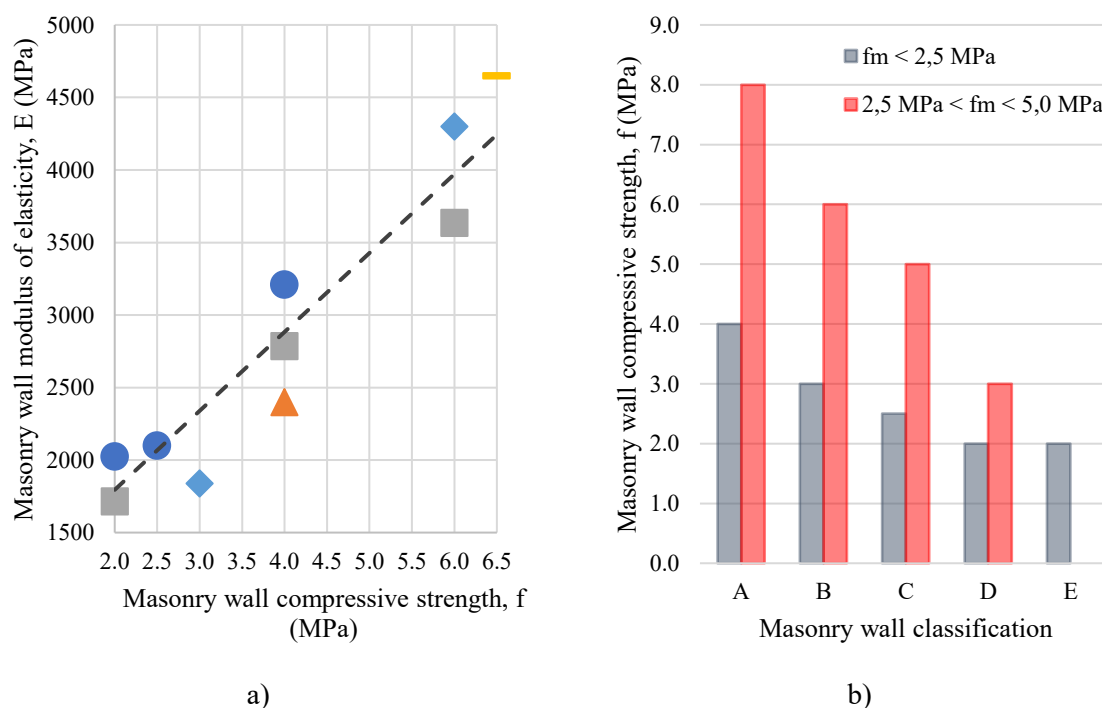 Masonry wall modulus of elasticity, E (MPa)
5000
4500
4000
3500
3000
2500
2000
1500
2.0 2.5 3.0 3.5 4.0 4.5 5.0 5.5 6.0 6.5
Masonry wall compressive strength, f
(MPa)
a)
Masonry wall compressive strength, f (MPa)
9.0
8.0
7.0
6.0
5.0
4.0
3.0
2.0
1.0
0.0
fm < 2,5 MPa
2,5 MPa < fm < 5,0 MPa
A B C D E
Masonry wall classification
b)